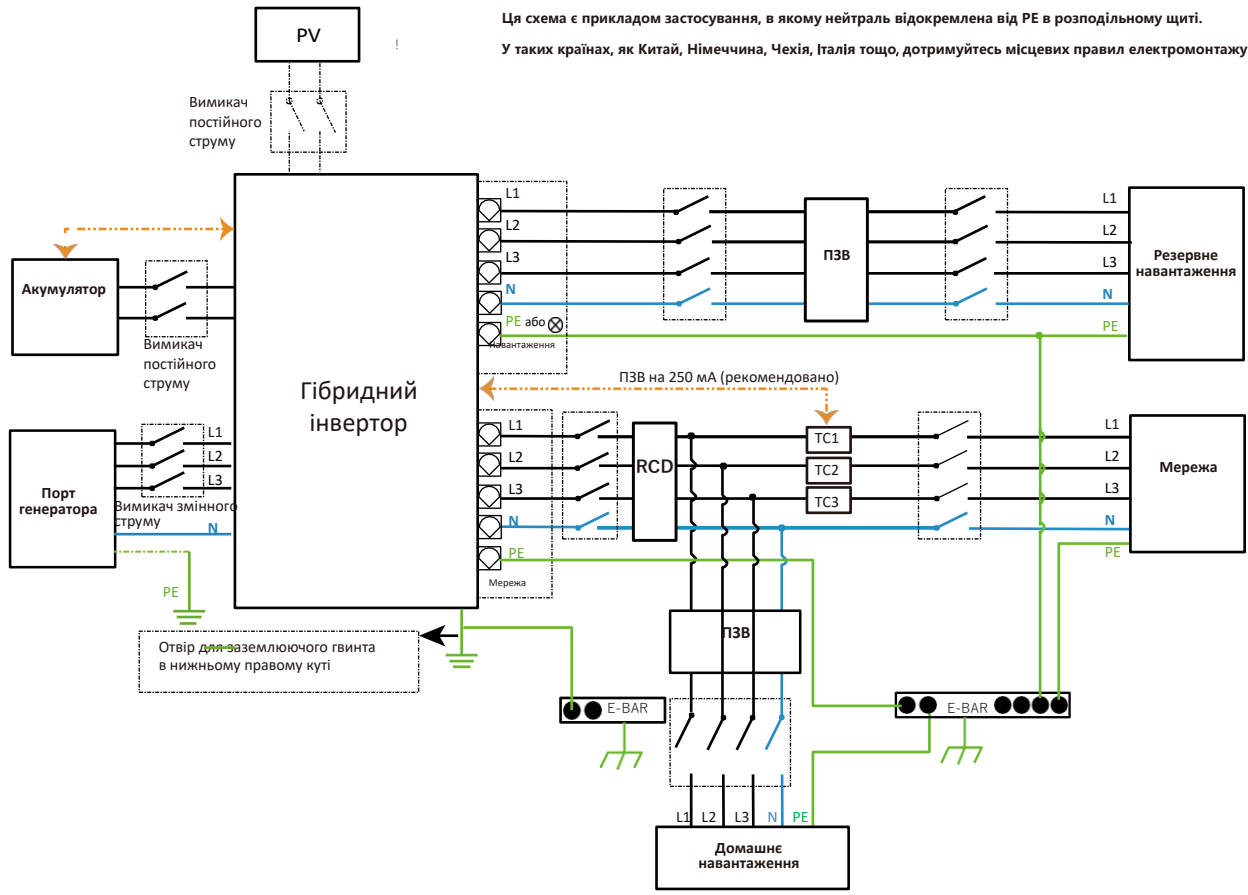 Ця схема є прикладом застосування, в якому нейтраль відокремлена від PE в розподільному щиті.
У таких країнах, як Китай, Німеччина, Чехія, Італія тощо, дотримуйтесь місцевих правил електромонтажу
PV
!
Вимикач
постійного
струму
L1
L2
L3
N
PE або
Навантаження
ПЗВ
L1
L2
L3
N
PE
Резервне
навантаження
Акумулятор
Вимикач
постійного
струму
Гібридний
інвертор
ПЗВ на 250 мА (рекомендовано)
L1
L2
L3
N
PE
Мережа
RCD
ТС1
ТС2
ТС3
L1
L2
L3
N
PE
Мережа
Порт
генератора
L1
L2
L3
Вимикач змінного
струму
N
PE
Отвір для заземлюючого гвинта
в нижньому правому куті
ПЗВ
E-BAR
E-BAR
L1
L2
L3
N
PE
Домашнє
навантаження